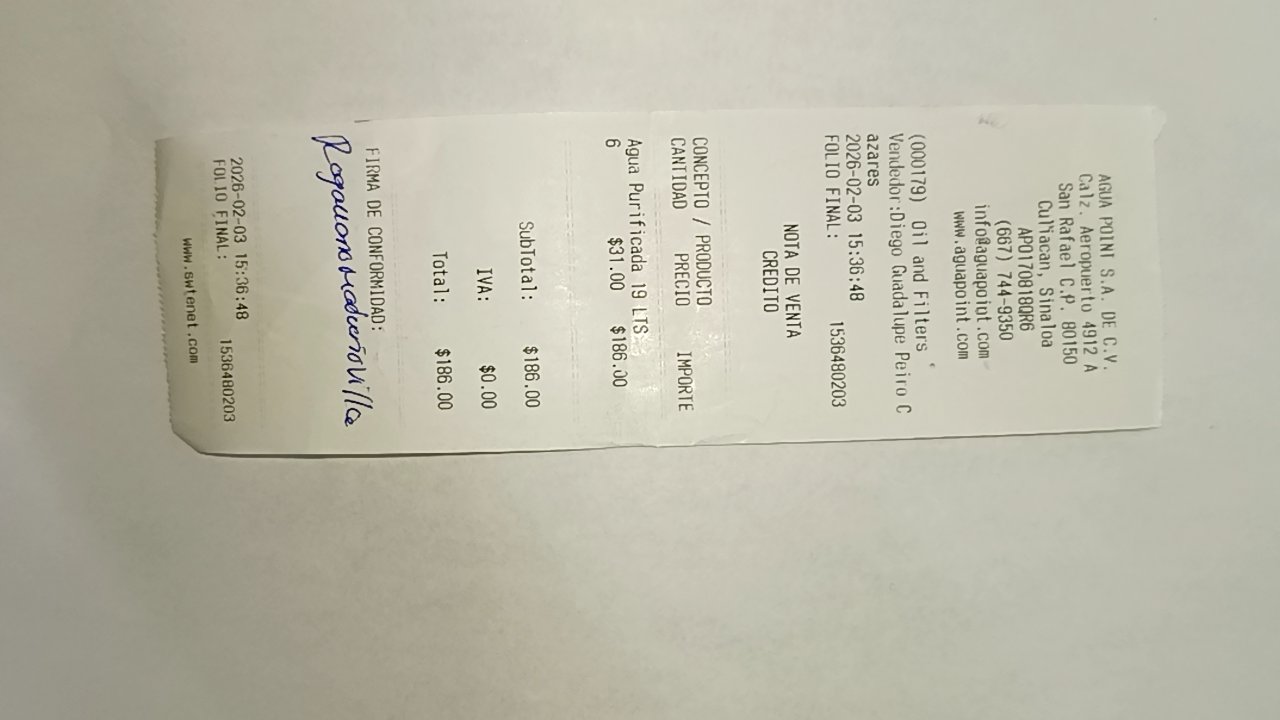 AGUA POINT S.A. DE C.V.
Calz. Aeropuerto 4912 A
San Rafael C.P. 80150
Culiacan, Sinaloa
APO170818QR6
(667) 744-9350
info@aguapoint.com
www.aguapoint.com
(000179) Oil and Filters
Vendedor:Diego Guadalupe Peiro C
azares
2026-02-03 15:36:48
FOLIO FINAL: 1536480203
NOTA DE VENTA
CREDITO
CONCEPTO / PRODUCTO
CANTIDAD PRECIO IMPORTE
Agua Purificada 19 LTS.
6 $31.00 $186.00
SubTotal: $186.00
IVA: $0.00
Total: $186.00
FIRMA DE CONFORMIDAD:
2026-02-03 15:36:48
FOLIO FINAL: 1536480203
www.swtenet.com